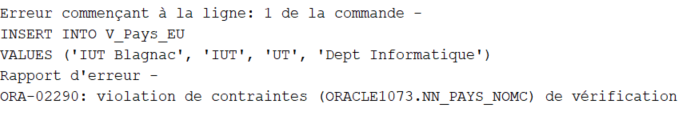 Erreur commençant à la ligne: 1 de la commande -
INSERT INTO V_Pays_EU
VALUES ('IUT Blagnac', 'IUT', 'UT', 'Dept Informatique')
Rapport d'erreur -
ORA-02290: violation de contraintes (ORACLE1073.NN_PAYS_NOMC) de vérification